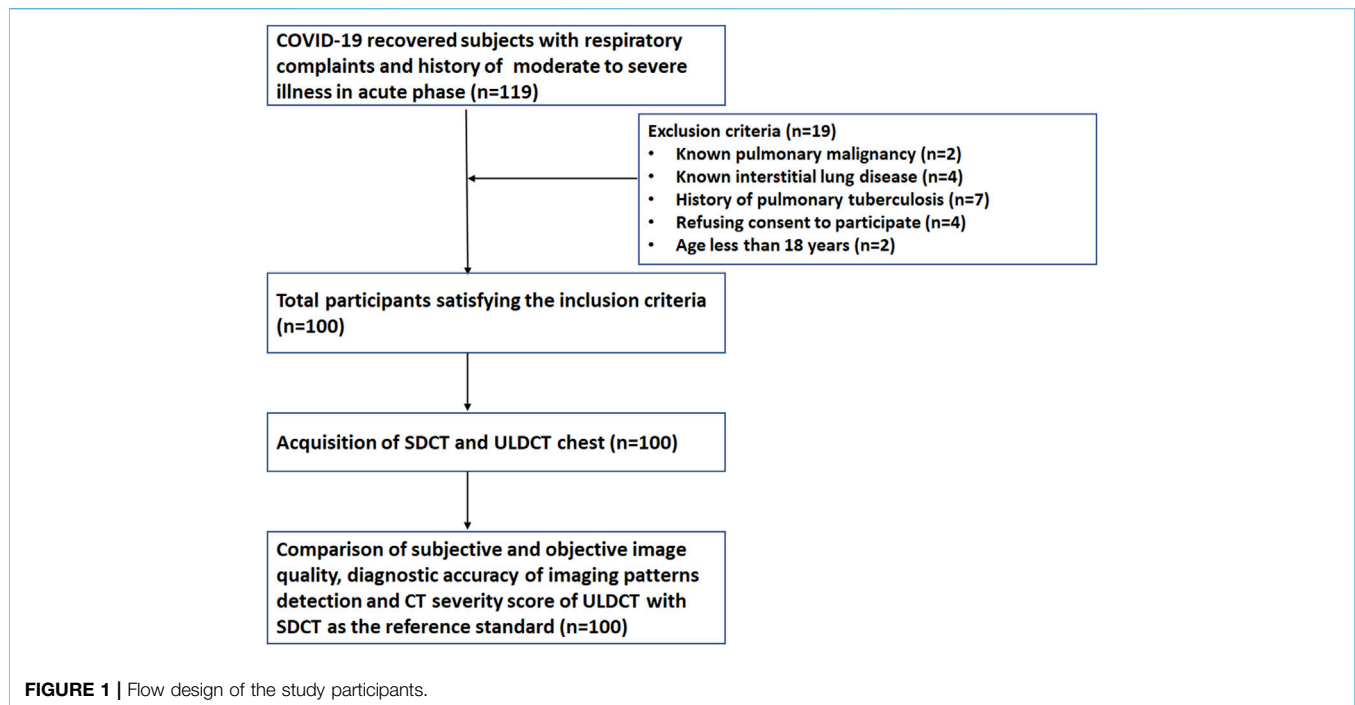 COVID-19 recovered subjects with respiratory
complaints and history of moderate to severe
illness in acute phase (n=119)
Exclusion criteria (n=19)
• Known pulmonary malignancy (n=2)
• Known interstitial lung disease (n=4)
• History of pulmonary tuberculosis (n=7)
• Refusing consent to participate (n=4)
• Age less than 18 years (n=2)
Total participants satisfying the inclusion criteria
(n=100)
Acquisition of SDCT and ULDCT chest (n=100)
Comparison of subjective and objective image
quality, diagnostic accuracy of imaging patterns
detection and CT severity score of ULDCT with
SDCT as the reference standard (n=100)
FIGURE 1 | Flow design of the study participants.